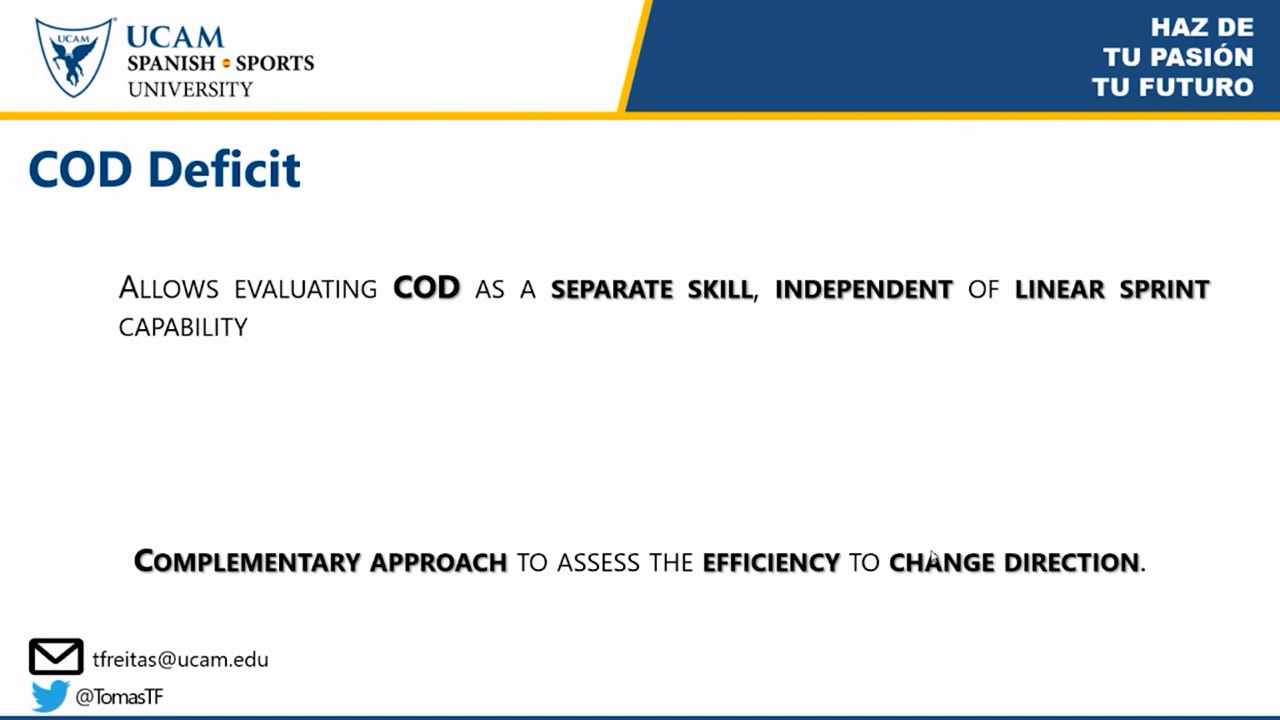 UCAM
UCAM
SPANISH SPORTS
UNIVERSITY
HAZ DE
TU PASIÓN
TU FUTURO
COD Deficit
ALLOWS EVALUATING COD AS A SEPARATE SKILL, INDEPENDENT OF LINEAR SPRINT
CAPABILITY
COMPLEMENTARY APPROACH TO ASSESS THE EFFICIENCY TO CHANGE DIRECTION.
tfreitas@ucam.edu
@TomasTF